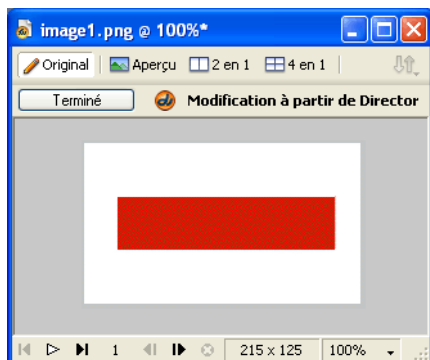 image1.png @ 100%*
Original Aperçu 2 en 1 4 en 1
Terminé Modification à partir de Director
1 215 x 125 100%